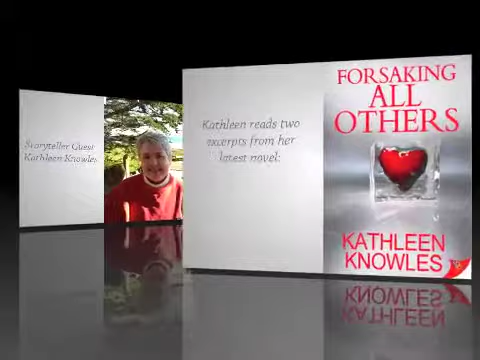 Storyteller Guest
Kathleen Knowles
Kathleen reads two
excerpts from her
latest novel:
FORSAKING
ALL
OTHERS
KATHLEEN
KNOWLES